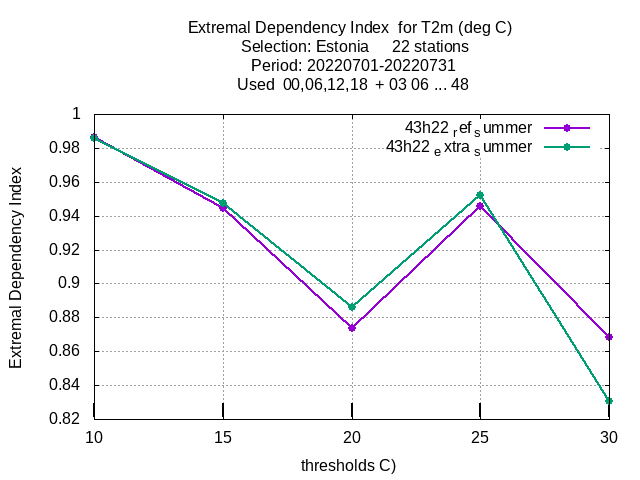 Extremal Dependency Index  for T2m (deg C)
Selection: Estonia     22 stations
Period: 20220701-20220731
Used  00,06,12,18  + 03 06 ... 48
43h22 ref summer
43h22 extra summer
Extremal Dependency Index
1
0.98
0.96
0.94
0.92
0.9
0.88
0.86
0.84
0.82
10 15 20 25 30
thresholds C)